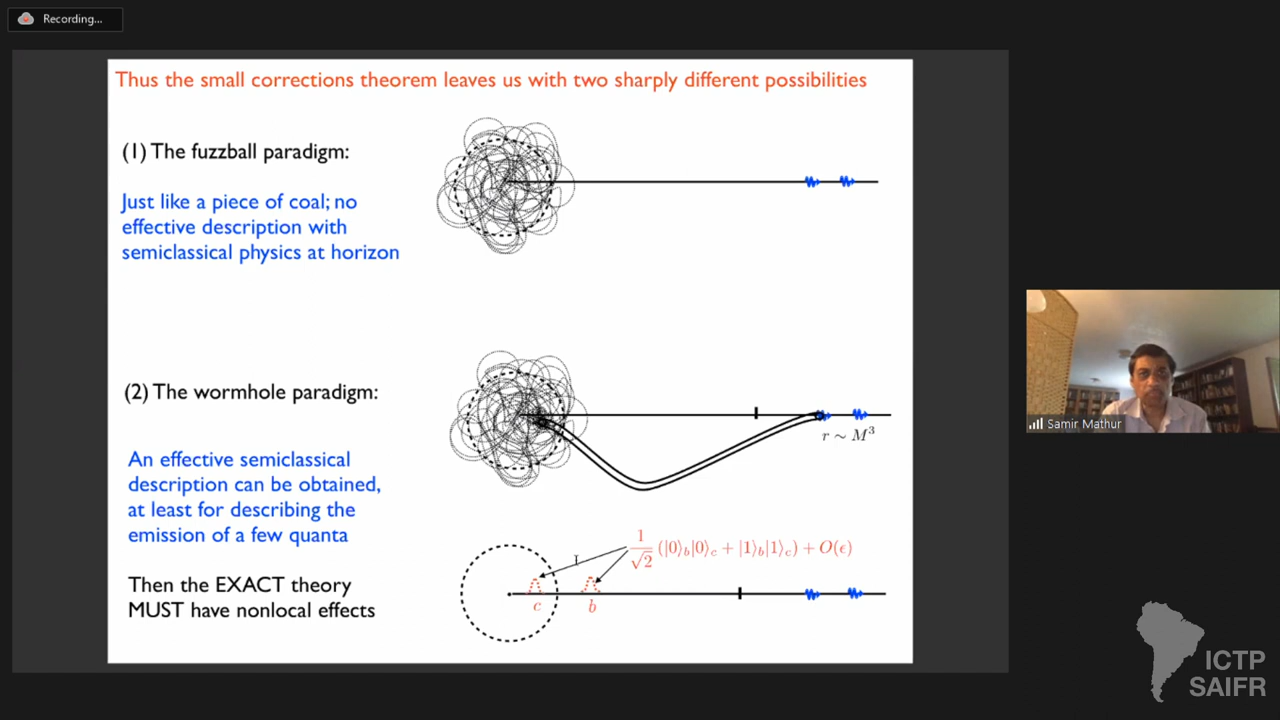 Recording...
Thus the small corrections theorem leaves us with two sharply different possibilities
(1) The fuzzball paradigm:
Just like a piece of coal; no
effective description with
semiclassical physics at horizon
(2) The wormhole paradigm:
r ∼ M³
An effective semiclassical
description can be obtained,
at least for describing the
emission of a few quanta
1/√2 (|0⟩_b|0⟩_c + |1⟩_b|1⟩_c) + O(ϵ)
Then the EXACT theory
MUST have nonlocal effects
c
b
Samir Mathur
ICTP
SAIFR